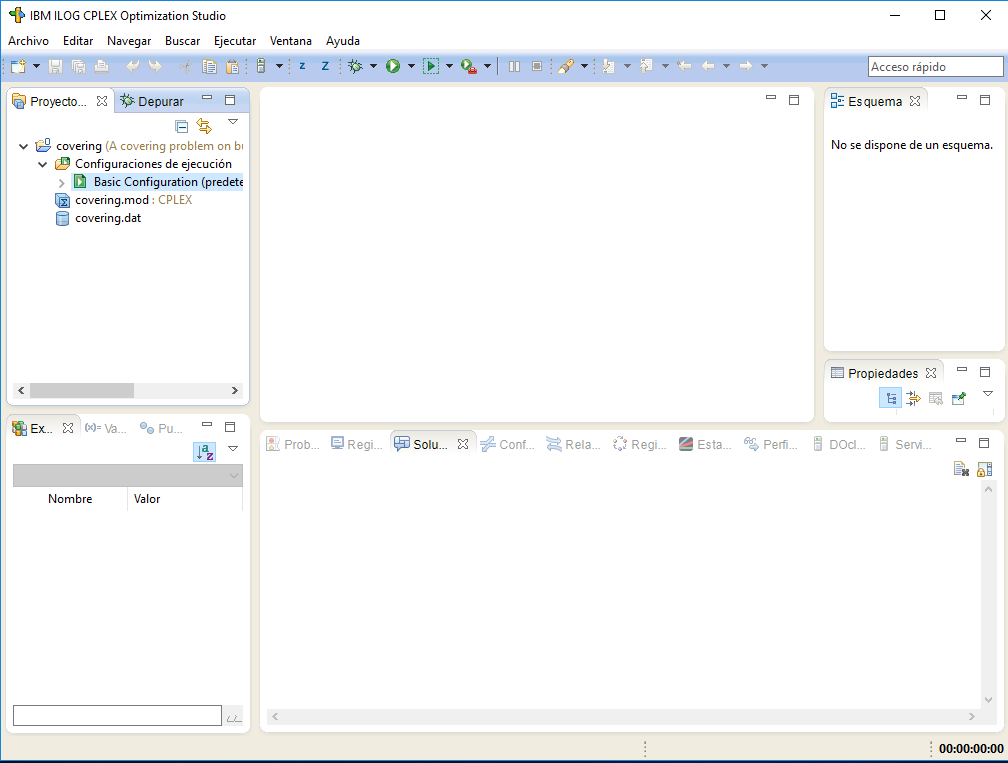 IBM ILOG CPLEX Optimization Studio
Archivo Editar Navegar Buscar Ejecutar Ventana Ayuda
Acceso rápido
Proyecto... Depurar
covering (A covering problem on bu
Configuraciones de ejecución
Basic Configuration (predete
covering.mod : CPLEX
covering.dat
Esquema
No se dispone de un esquema.
Propiedades
Ex... (x)= Va... Pu...
Nombre Valor
Prob... Regi... Solu... Conf... Rela... Regi... Esta... Perfi... DOcl... Servi...
00:00:00:00